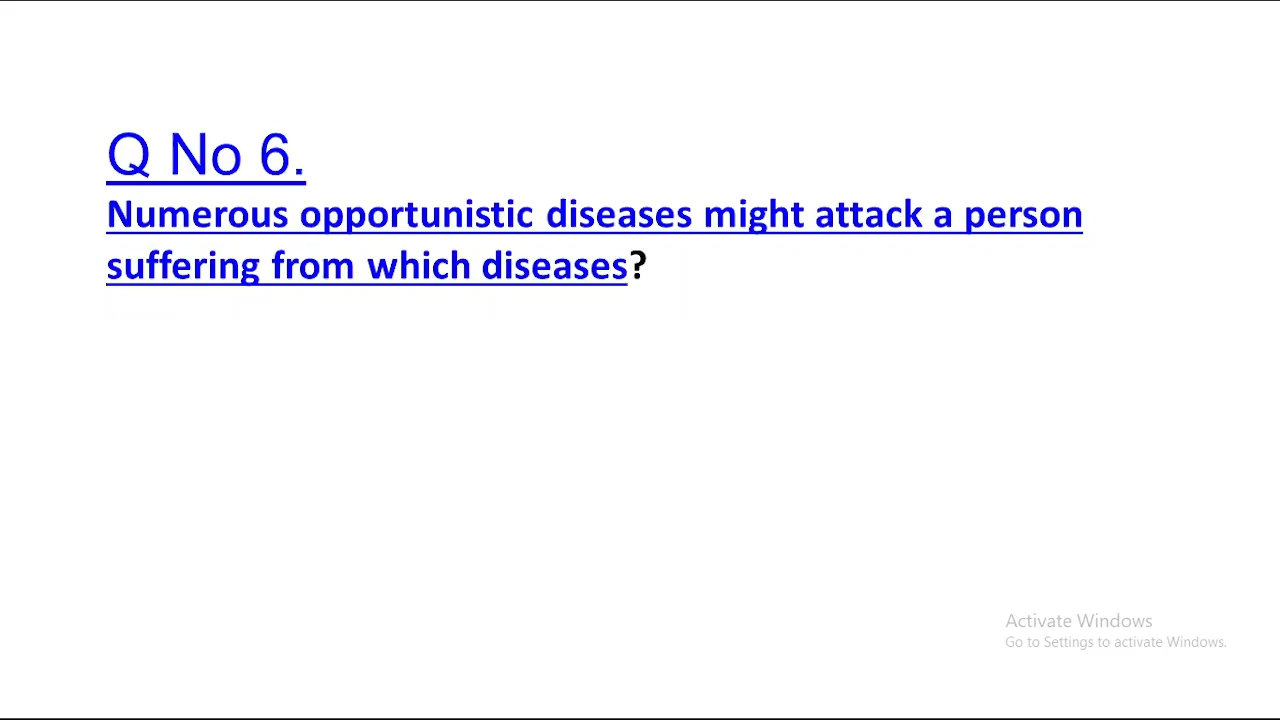 Q No 6.
Numerous opportunistic diseases might attack a person
suffering from which diseases?
Activate Windows
Go to Settings to activate Windows.